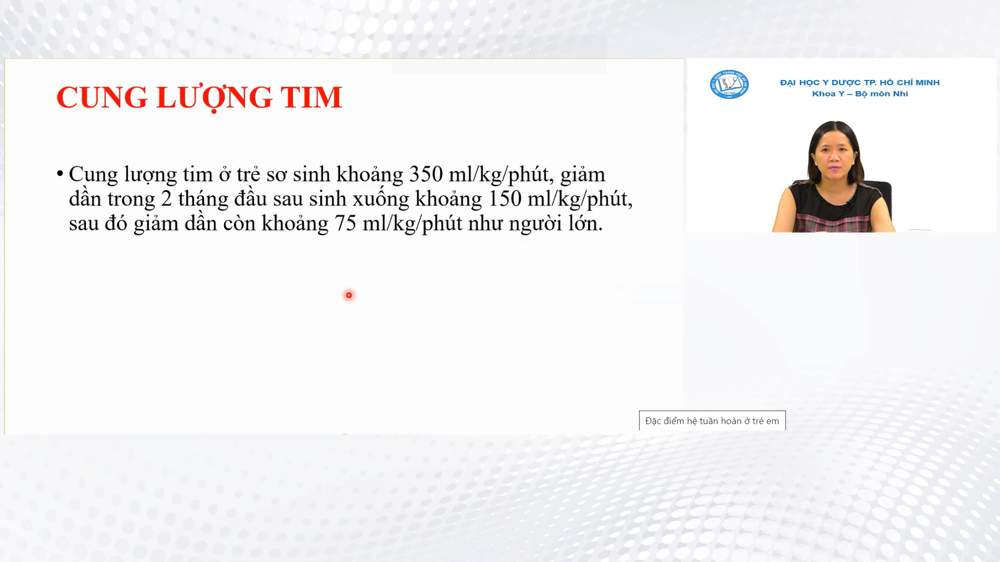 to exit full screen
CUNG LƯỢNG TIM
• Cung lượng tim ở trẻ sơ sinh khoảng 350 ml/kg/phút, giảm
dần trong 2 tháng đầu sau sinh xuống khoảng 150 ml/kg/phút,
sau đó giảm dần còn khoảng 75 ml/kg/phút như người lớn.
ĐẠI HỌC Y DƯỢC TP. HỒ CHÍ MINH
Khoa Y – Bộ môn Nhi
Đặc điểm hệ tuần hoàn ở trẻ em